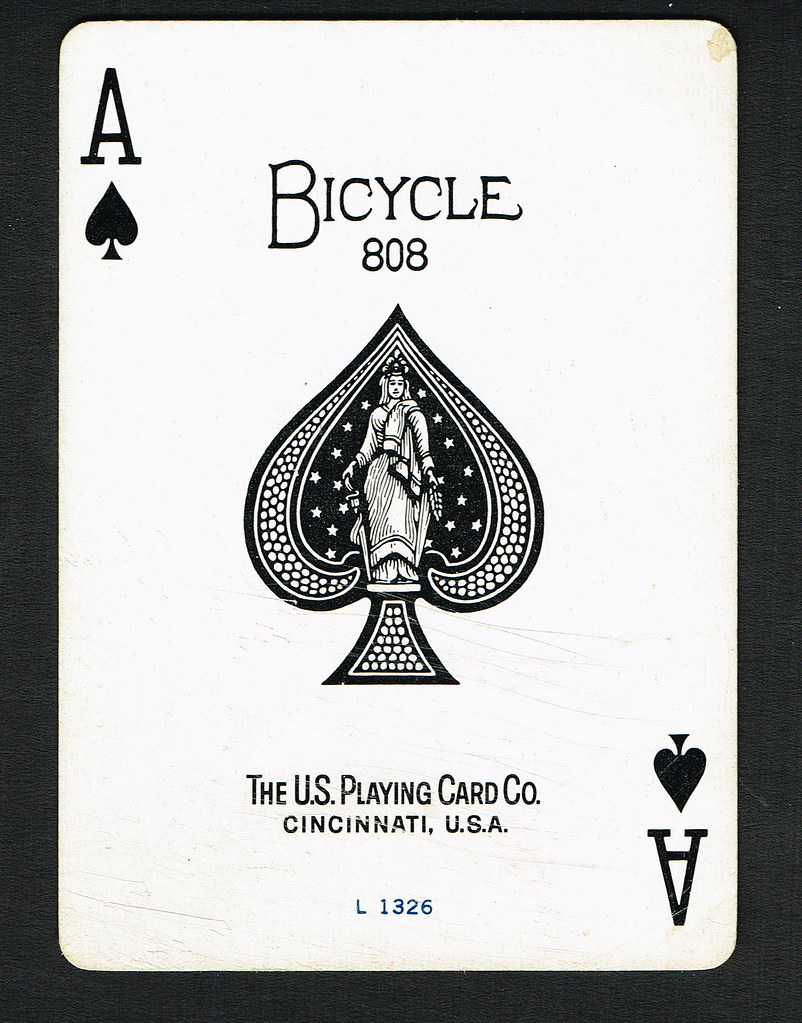 A
BICYCLE
808
THE U.S. PLAYING CARD CO.
CINCINNATI, U.S.A.
L 1326
A